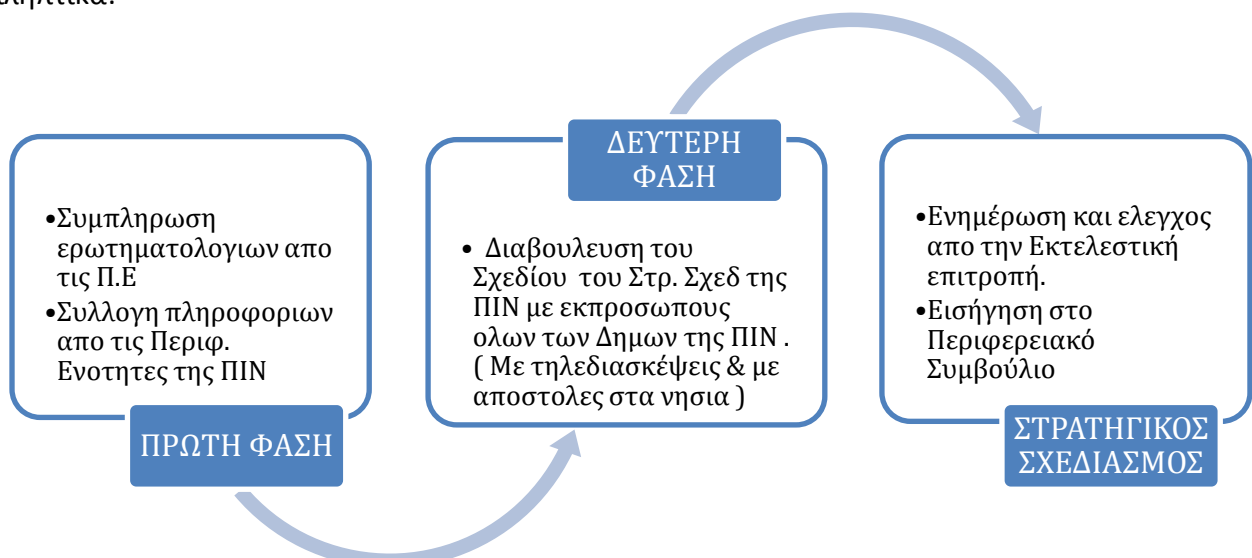 •Συμπληρωση
ερωτηματολογιων απο
τις Π.Ε
•Συλλογη πληροφοριων
απο τις Περιφ.
Ενοτητες της ΠΙΝ
ΠΡΩΤΗ ΦΑΣΗ
ΔΕΥΤΕΡΗ
ΦΑΣΗ
• Διαβουλευση του
Σχεδίου του Στρ. Σχεδ της
ΠΙΝ με εκπροσωπους
ολων των Δημων της ΠΙΝ .
( Με τηλεδιασκέψεις & με
αποστολες στα νησια )
•Ενημέρωση και ελεγχος
απο την Εκτελεστική
επιτροπή.
•Εισήγηση στο
Περιφερειακό
Συμβούλιο
ΣΤΡΑΤΗΓΙΚΟΣ
ΣΧΕΔΙΑΣΜΟΣ